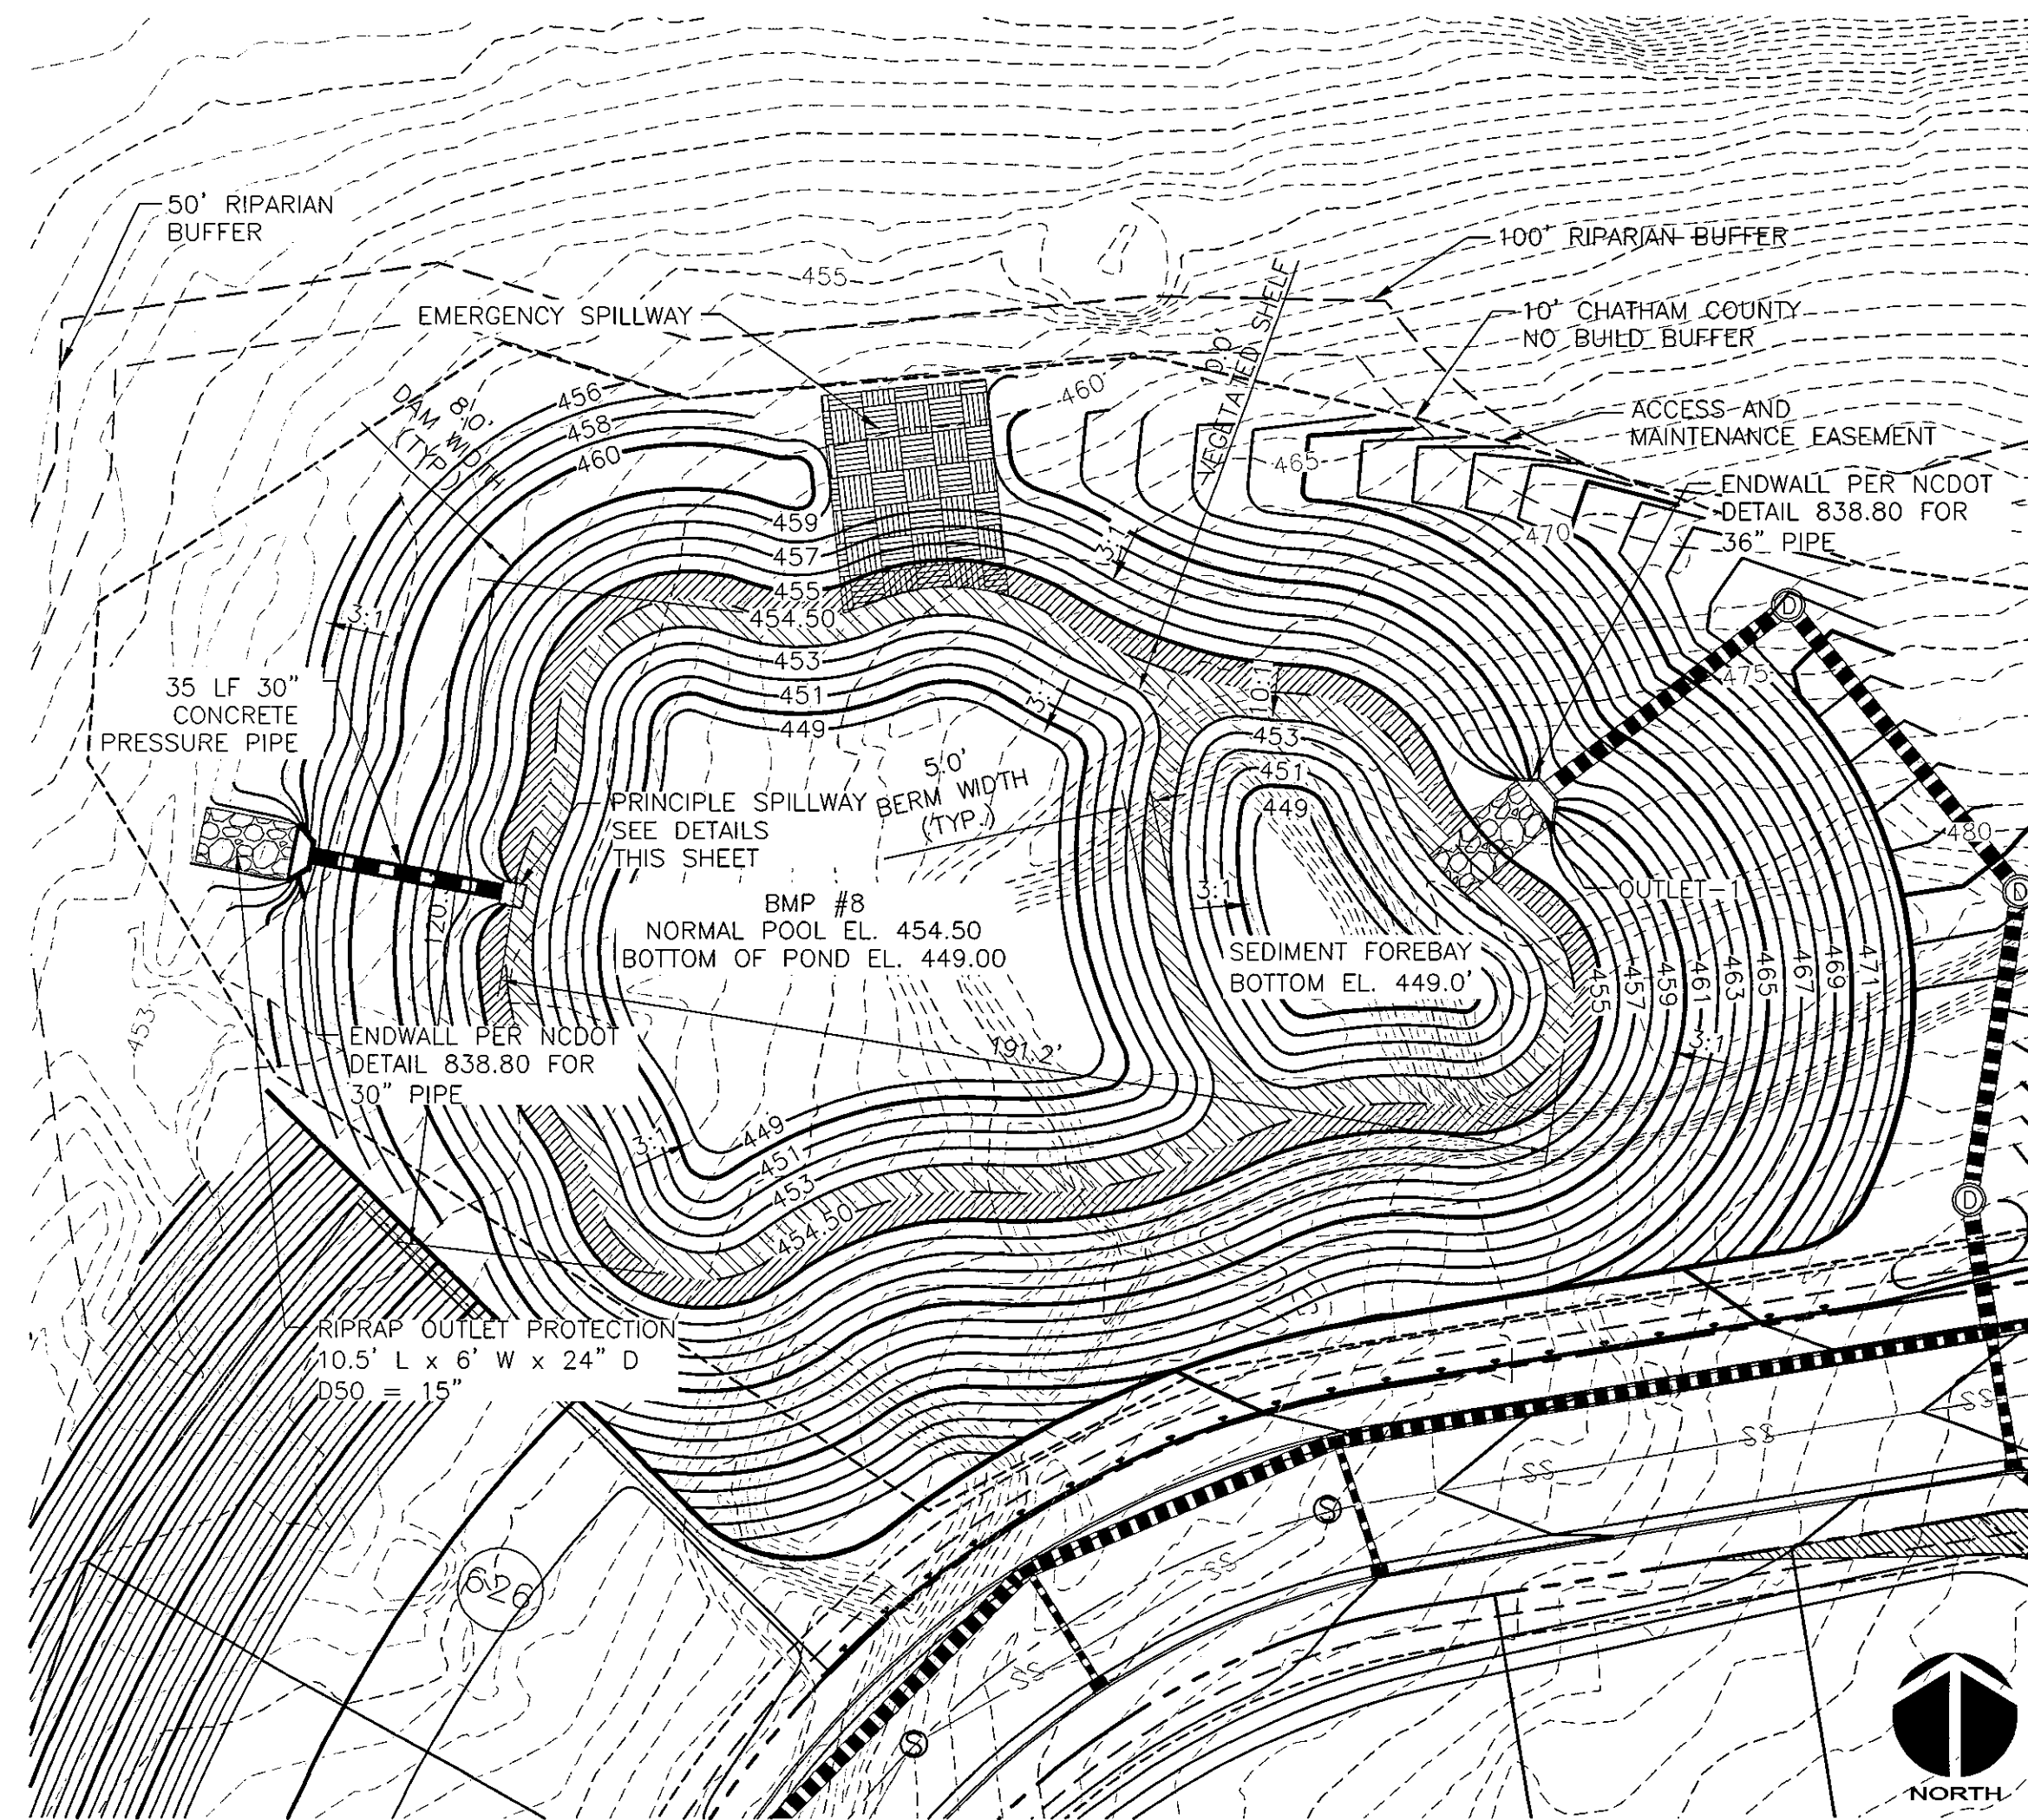 50' RIPARIAN
BUFFER
455
100' RIPARIAN BUFFER
EMERGENCY SPILLWAY
10' CHATHAM COUNTY
NO BUILD BUFFER
10.0'
VEGETATED SHELF
8.0'
DAM WIDTH
(TYP.)
456
458
460
460
465
ACCESS AND
MAINTENANCE EASEMENT
ENDWALL PER NCDOT
DETAIL 838.80 FOR
36" PIPE
470
459
457
455
454.50
453
451
449
3:1
3:1
3:1
10:1
475
35 LF 30"
CONCRETE
PRESSURE PIPE
453
451
449
PRINCIPLE SPILLWAY
SEE DETAILS
THIS SHEET
5.0'
BERM WIDTH
(TYP.)
D
D
D
480
OUTLET-1
3:1
BMP #8
NORMAL POOL EL. 454.50
BOTTOM OF POND EL. 449.00
SEDIMENT FOREBAY
BOTTOM EL. 449.0'
455
457
459
461
463
465
467
469
471
3:1
453
ENDWALL PER NCDOT
DETAIL 838.80 FOR
30" PIPE
191.2'
3:1
449
451
453
454.50
RIPRAP OUTLET PROTECTION
10.5' L x 6' W x 24" D
D50 = 15"
626
SS
SS
SS
SS
SS
S
S
NORTH